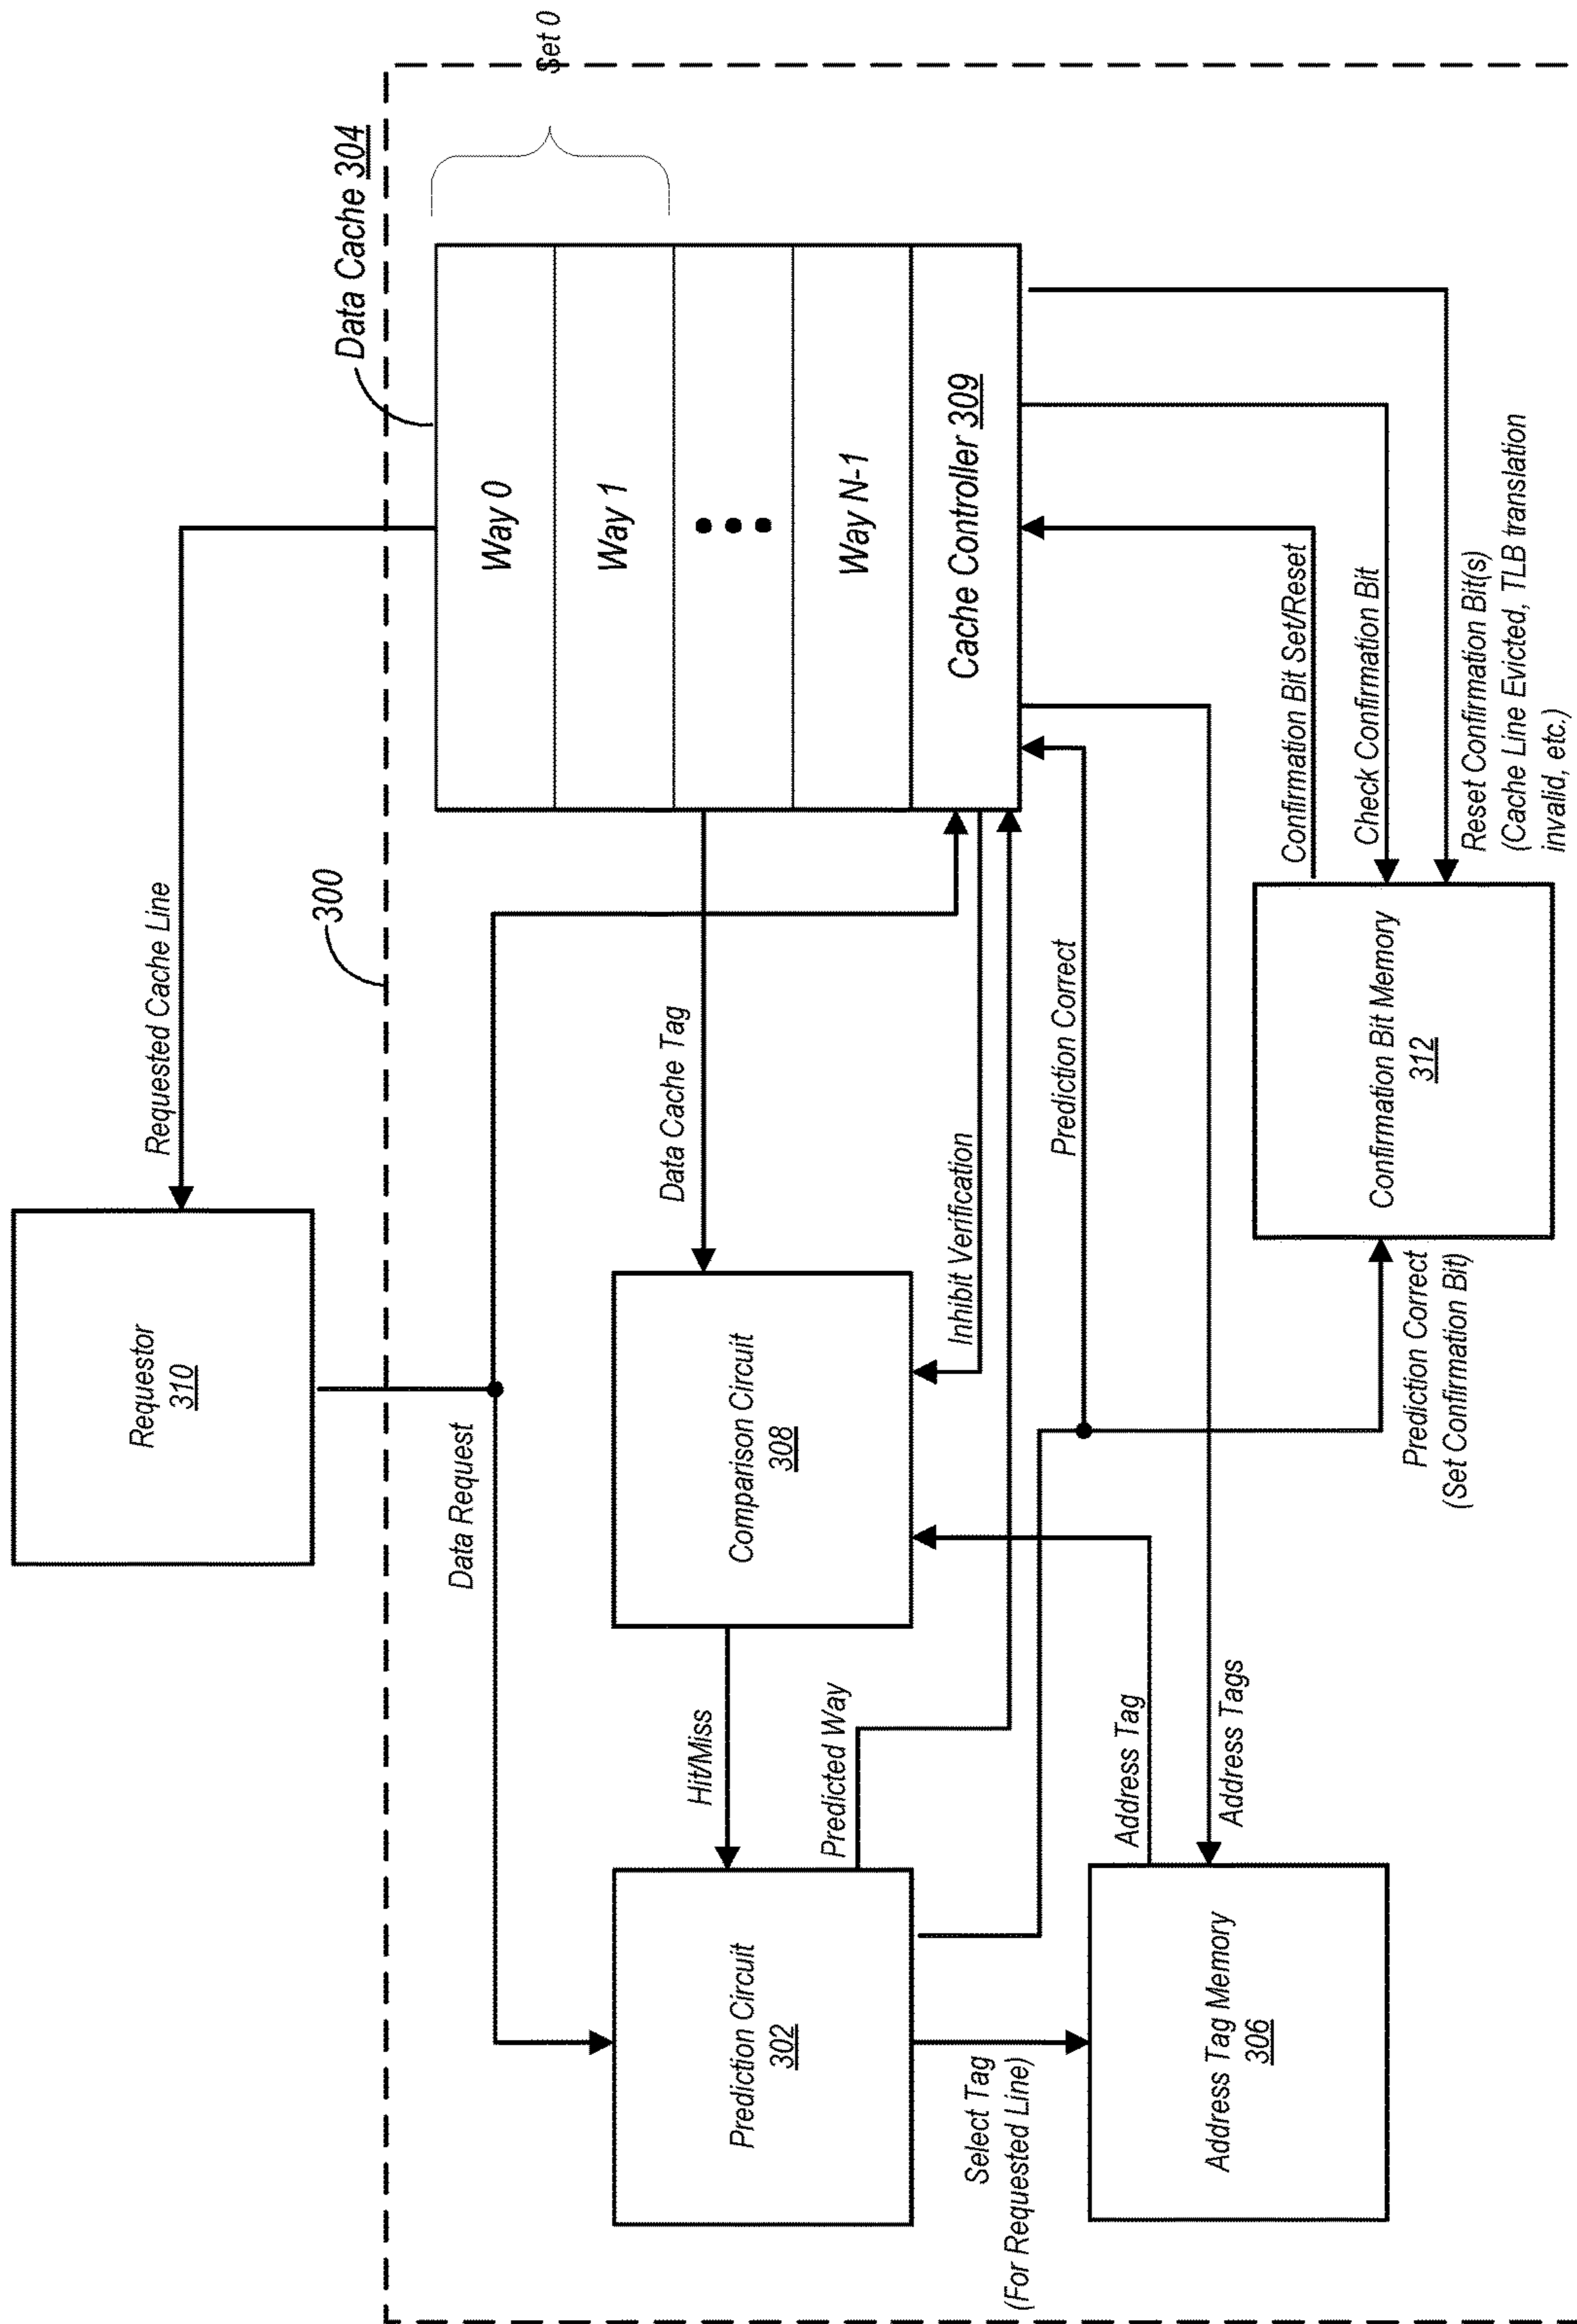 Requestor
310
Requested Cache Line
Data Request
300
Data Cache 304
Set 0
Way 0
Way 1
Way N-1
Cache Controller 309
Data Cache Tag
Comparison Circuit
308
Inhibit Verification
Hit/Miss
Predicted Way
Prediction Circuit
302
Select Tag
(For Requested Line)
Address Tag Memory
306
Address Tag
Address Tags
Prediction Correct
Prediction Correct
(Set Confirmation Bit)
Confirmation Bit Memory
312
Confirmation Bit Set/Reset
Check Confirmation Bit
Reset Confirmation Bit(s)
(Cache Line Evicted, TLB translation
invalid, etc.)